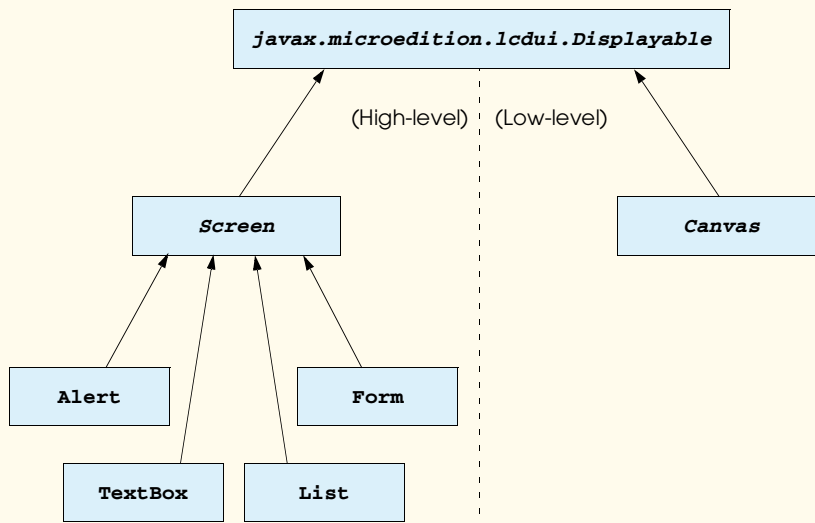 javax.microedition.lcdui.Displayable
(High-level)
(Low-level)
Screen
Canvas
Alert
Form
TextBox
List